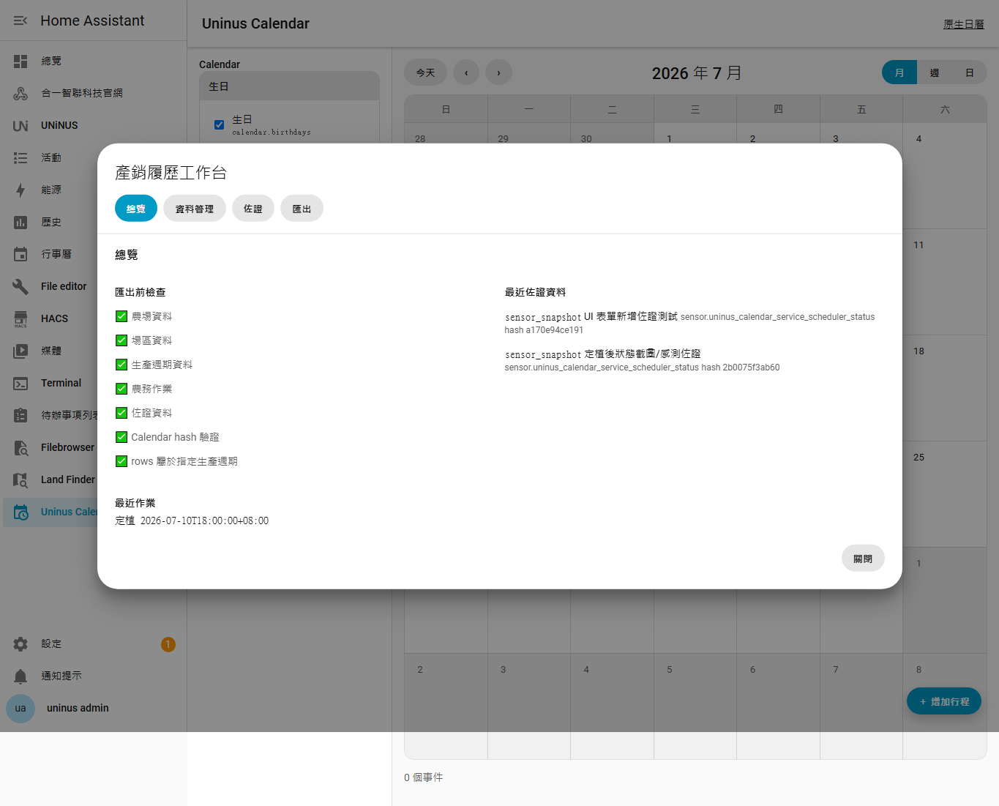 Home Assistant
Uninus Calendar
原生日曆
總覽
合一智聯科技官網
UNiNUS
活動
能源
歷史
行事曆
File editor
HACS
媒體
Terminal
待辦事項列表
Filebrowser
Land Finder
Uninus Caler
設定
1
通知提示
ua
uninus admin
Calendar
生日
生日
calendar.birthdays
今天
‹
›
2026 年 7 月
月
週
日
日 一 二 三 四 五 六
28 29 30 1 2 3 4
產銷履歷工作台
總覽
資料管理
佐證
匯出
總覽
匯出前檢查
農場資料
場區資料
生產週期資料
農務作業
佐證資料
Calendar hash 驗證
rows 屬於指定生產週期
最近作業
定植 2026-07-10T18:00:00+08:00
最近佐證資料
sensor_snapshot UI 表單新增佐證測試 sensor.uninus_calendar_service_scheduler_status
hash a170e94ce191
sensor_snapshot 定植後狀態截圖/感測佐證
sensor.uninus_calendar_service_scheduler_status hash 2b0075f3ab60
關閉
11
18
25
1
2 3 4 5 6 7 8
+ 增加行程
0 個事件